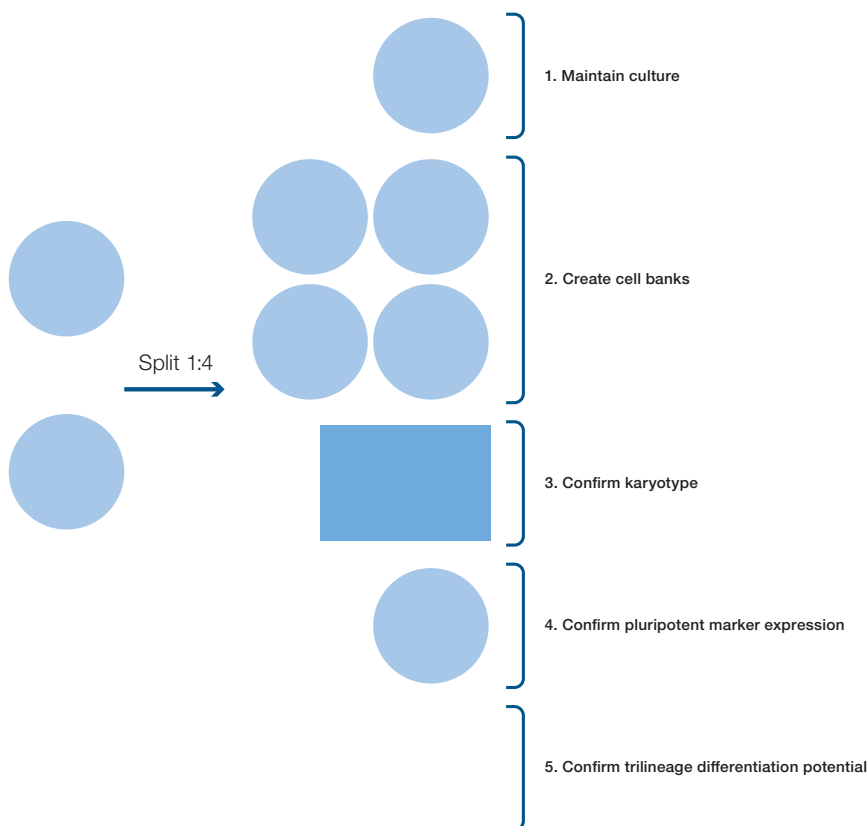 1. Maintain culture
2. Create cell banks
Split 1:4
3. Confirm karyotype
4. Confirm pluripotent marker expression
5. Confirm trilineage differentiation potential